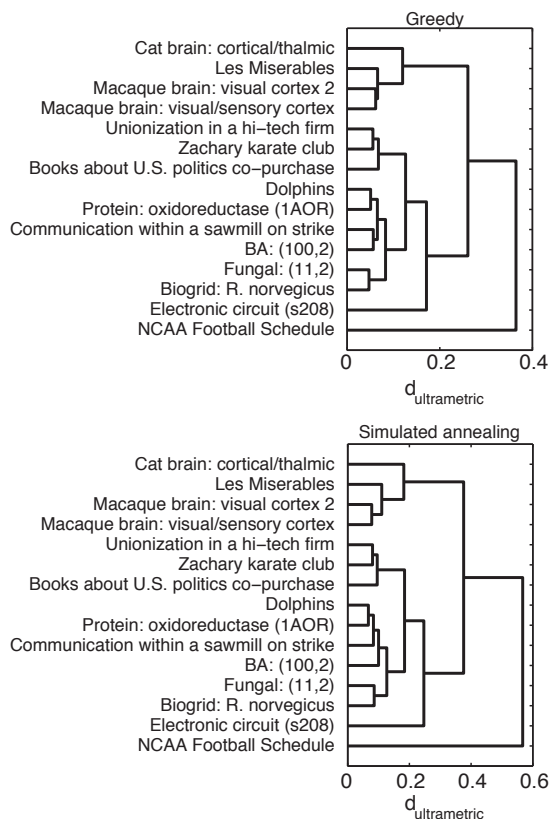 Greedy
Cat brain: cortical/thalmic
Les Miserables
Macaque brain: visual cortex 2
Macaque brain: visual/sensory cortex
Unionization in a hi−tech firm
Zachary karate club
Books about U.S. politics co−purchase
Dolphins
Protein: oxidoreductase (1AOR)
Communication within a sawmill on strike
BA: (100,2)
Fungal: (11,2)
Biogrid: R. norvegicus
Electronic circuit (s208)
NCAA Football Schedule
0 0.2 0.4
d_ultrametric
Simulated annealing
Cat brain: cortical/thalmic
Les Miserables
Macaque brain: visual cortex 2
Macaque brain: visual/sensory cortex
Unionization in a hi−tech firm
Zachary karate club
Books about U.S. politics co−purchase
Dolphins
Protein: oxidoreductase (1AOR)
Communication within a sawmill on strike
BA: (100,2)
Fungal: (11,2)
Biogrid: R. norvegicus
Electronic circuit (s208)
NCAA Football Schedule
0 0.2 0.4 0.6
d_ultrametric